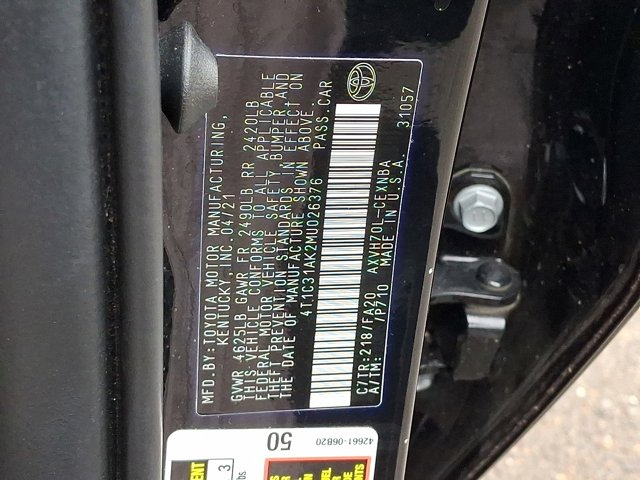 MFD.BY:TOYOTA MOTOR MANUFACTURING,
KENTUCKY, INC. 04/21
GVWR 4625LB GAWR FR 2490LB RR 2420LB
THIS VEHICLE CONFORMS TO ALL APPLICABLE
FEDERAL MOTOR VEHICLE SAFETY, BUMPER AND
THEFT PREVENTION STANDARDS IN EFFECT ON
THE DATE OF MANUFACTURE SHOWN ABOVE.
4T1C31AK2MU026376 PASS.CAR
C/TR:218/FA20 AXVH70L-CEXNBA
A/TM: /P710 MADE IN U.S.A. 31057
50
42661-06B20
3